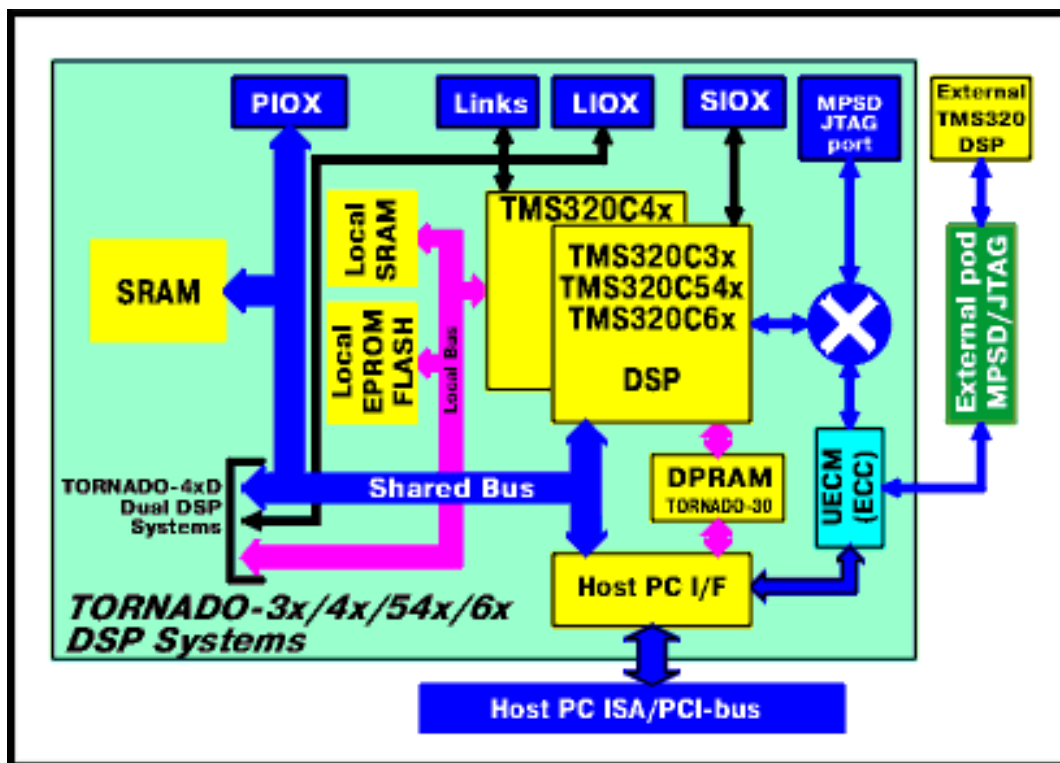 PIOX
Links
LIOX
SIOX
MPSD
JTAG
port
External
TMS320
DSP
TMS320C4x
Local
SRAM
SRAM
TMS320C3x
TMS320C54x
TMS320C6x
DSP
External pod
MPSD/JTAG
Local
EPROM
FLASH
Local Bus
TORNADO-4xD
Dual DSP
Systems
Shared Bus
DPRAM
TORNADO-30
UECM
(ECC)
Host PC I/F
TORNADO-3x/4x/54x/6x
DSP Systems
Host PC ISA/PCI-bus